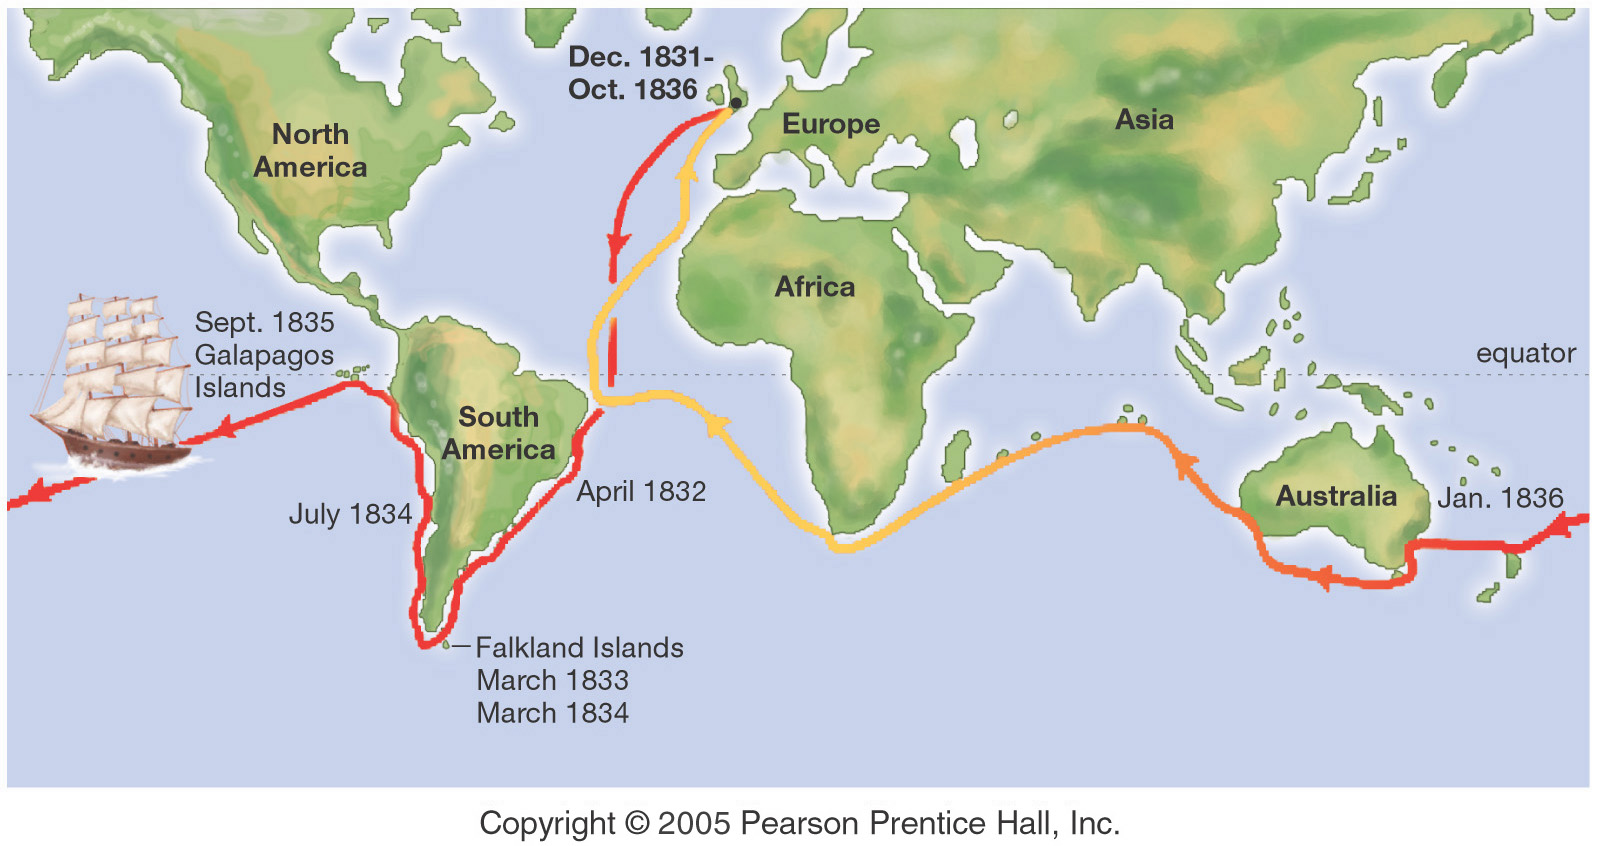 Dec. 1831-
Oct. 1836
North
America
Europe
Asia
Africa
Sept. 1835
Galapagos
Islands
equator
South
America
April 1832
July 1834
Australia
Jan. 1836
Falkland Islands
March 1833
March 1834
Copyright © 2005 Pearson Prentice Hall, Inc.